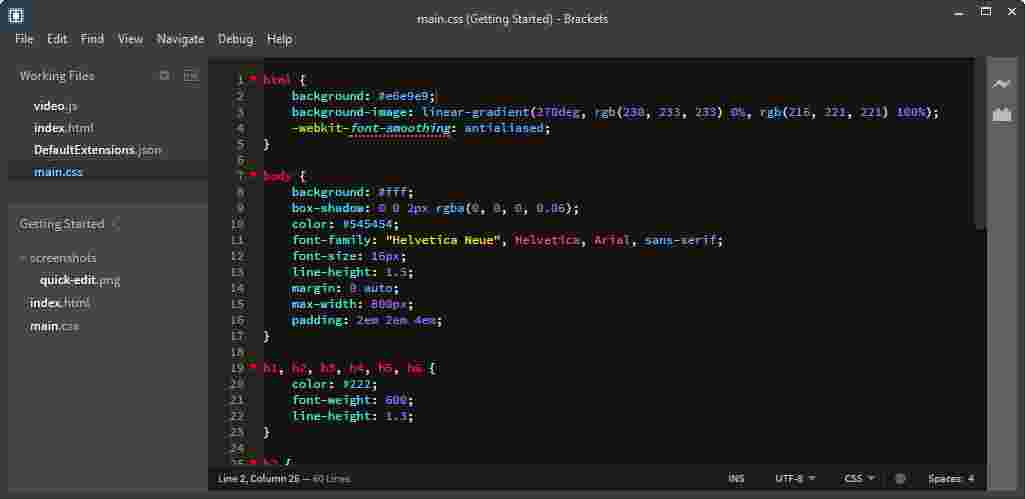 main.css (Getting Started) - Brackets
File Edit Find View Navigate Debug Help
Working Files
video.js
index.html
DefaultExtensions.json
main.css
Getting Started
screenshots
quick-edit.png
index.html
main.css
1 html {
2 background: #e6e9e9;
3 background-image: linear-gradient(270deg, rgb(230, 233, 233) 0%, rgb(216, 221, 221) 100%);
4 -webkit-font-smoothing: antialiased;
5 }
6
7 body {
8 background: #fff;
9 box-shadow: 0 0 2px rgba(0, 0, 0, 0.06);
10 color: #545454;
11 font-family: "Helvetica Neue", Helvetica, Arial, sans-serif;
12 font-size: 16px;
13 line-height: 1.5;
14 margin: 0 auto;
15 max-width: 800px;
16 padding: 2em 2em 4em;
17 }
18
19 h1, h2, h3, h4, h5, h6 {
20 color: #222;
21 font-weight: 600;
22 line-height: 1.3;
23 }
24
25 h2 {
Line 2, Column 25 — 60 Lines
INS UTF-8 CSS Spaces: 4